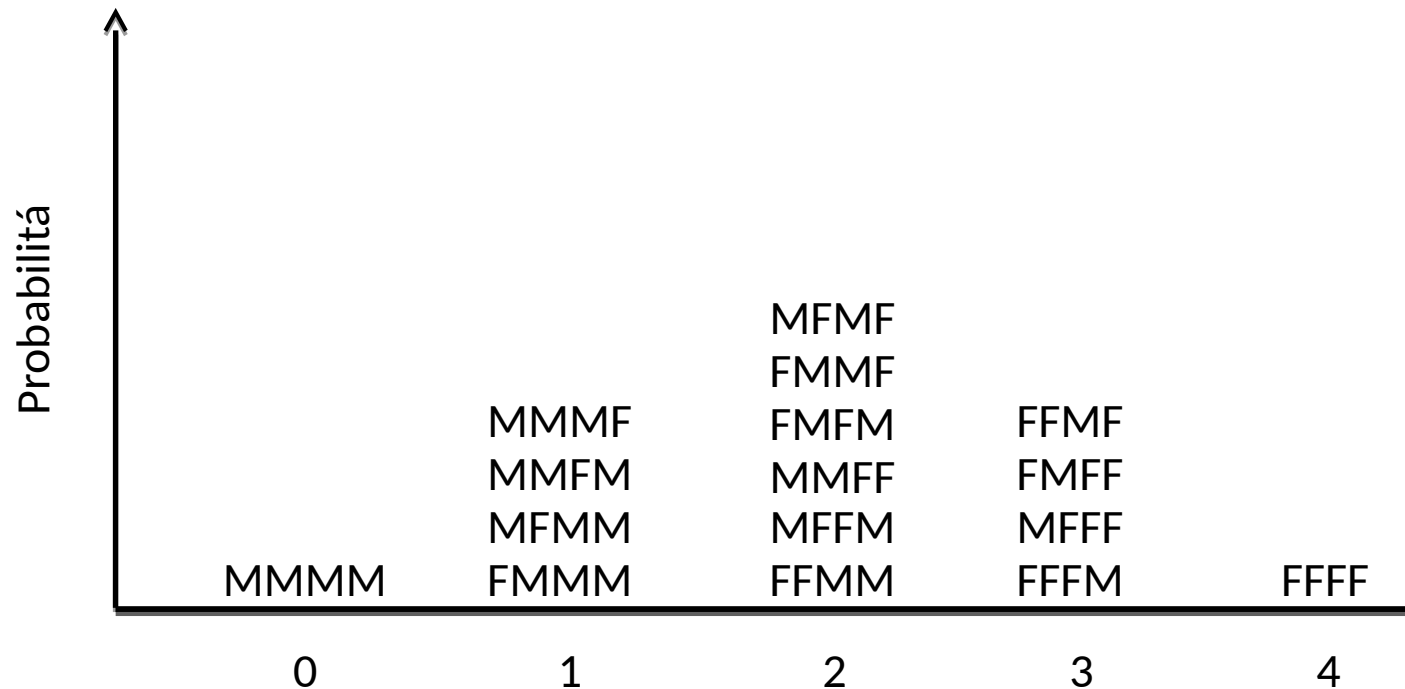 Probabilitá
MFMF
FMMF
MMMF FMFM FFMF
MMFM MMFF FMFF
MFMM MFFM MFFF
MMMM FMMM FFMM FFFM FFFF
0 1 2 3 4